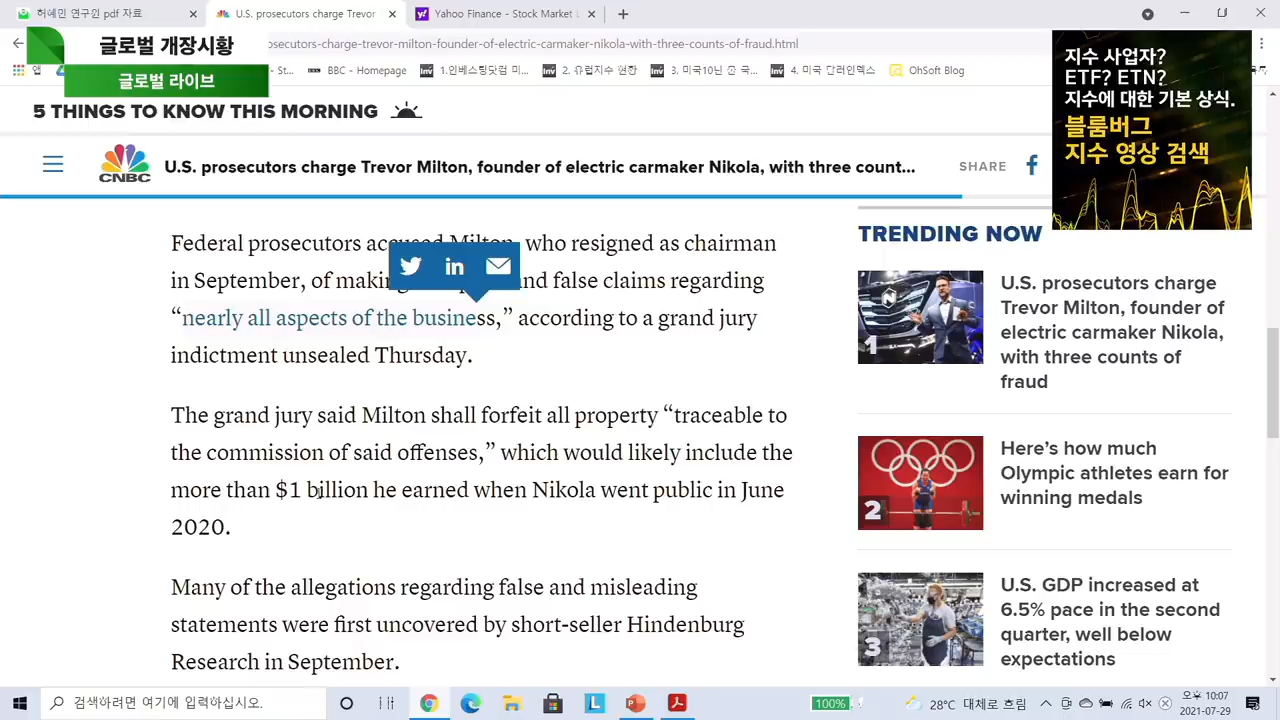 허혜민 연구원 pdf 자료
U.S. prosecutors charge Trevor
Yahoo Finance - Stock Market L
글로벌 개장시황
secutors-charge-trevor-milton-founder-of-electric-carmaker-nikola-with-three-counts-of-fraud.html
글로벌 라이브
앱
St...
BBC - Homepage
1.인베스팅닷컴 미...
2. 유럽지수 현황
3. 미국10년 만 국...
4. 미국 달러인덱스
OhSoft Blog
지수 사업자?
ETF? ETN?
지수에 대한 기본 상식.
블룸버그
지수 영상 검색
5 THINGS TO KNOW THIS MORNING
CNBC
U.S. prosecutors charge Trevor Milton, founder of electric carmaker Nikola, with three count...
SHARE
Federal prosecutors accused Milton, who resigned as chairman
in September, of making and false claims regarding
“nearly all aspects of the business,” according to a grand jury
indictment unsealed Thursday.
The grand jury said Milton shall forfeit all property “traceable to
the commission of said offenses,” which would likely include the
more than $1 billion he earned when Nikola went public in June
2020.
Many of the allegations regarding false and misleading
statements were first uncovered by short-seller Hindenburg
Research in September.
TRENDING NOW
1
U.S. prosecutors charge
Trevor Milton, founder of
electric carmaker Nikola,
with three counts of
fraud
2
Here’s how much
Olympic athletes earn for
winning medals
3
U.S. GDP increased at
6.5% pace in the second
quarter, well below
expectations
검색하려면 여기에 입력하십시오.
100%
28°C 대체로 흐림
오후 10:07
2021-07-29